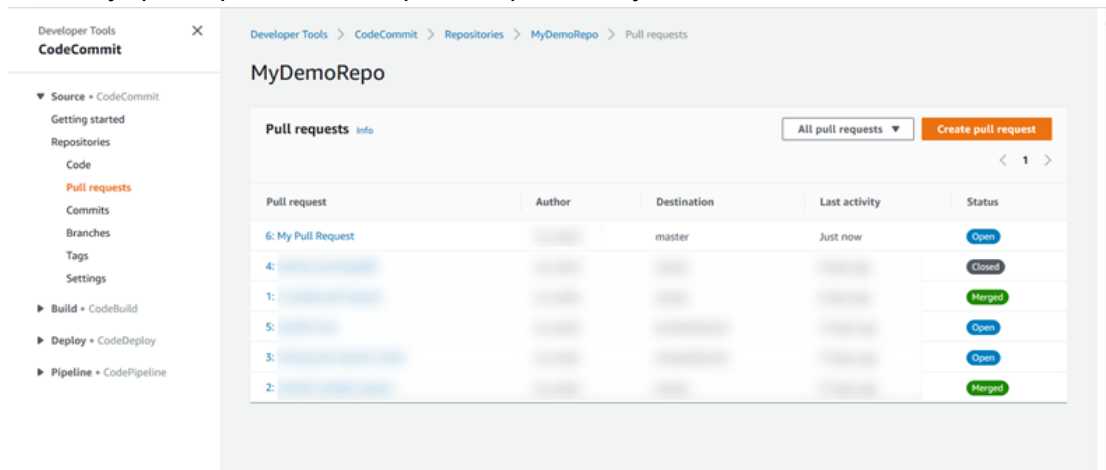 Developer Tools
CodeCommit
Source • CodeCommit
Getting started
Repositories
Code
Pull requests
Commits
Branches
Tags
Settings
Build • CodeBuild
Deploy • CodeDeploy
Pipeline • CodePipeline
Developer Tools > CodeCommit > Repositories > MyDemoRepo > Pull requests
MyDemoRepo
Pull requests Info All pull requests Create pull request
< 1 >
Pull request Author Destination Last activity Status
6: My Pull Request master Just now Open
4: Closed
1: Merged
5: Open
3: Open
2: Merged